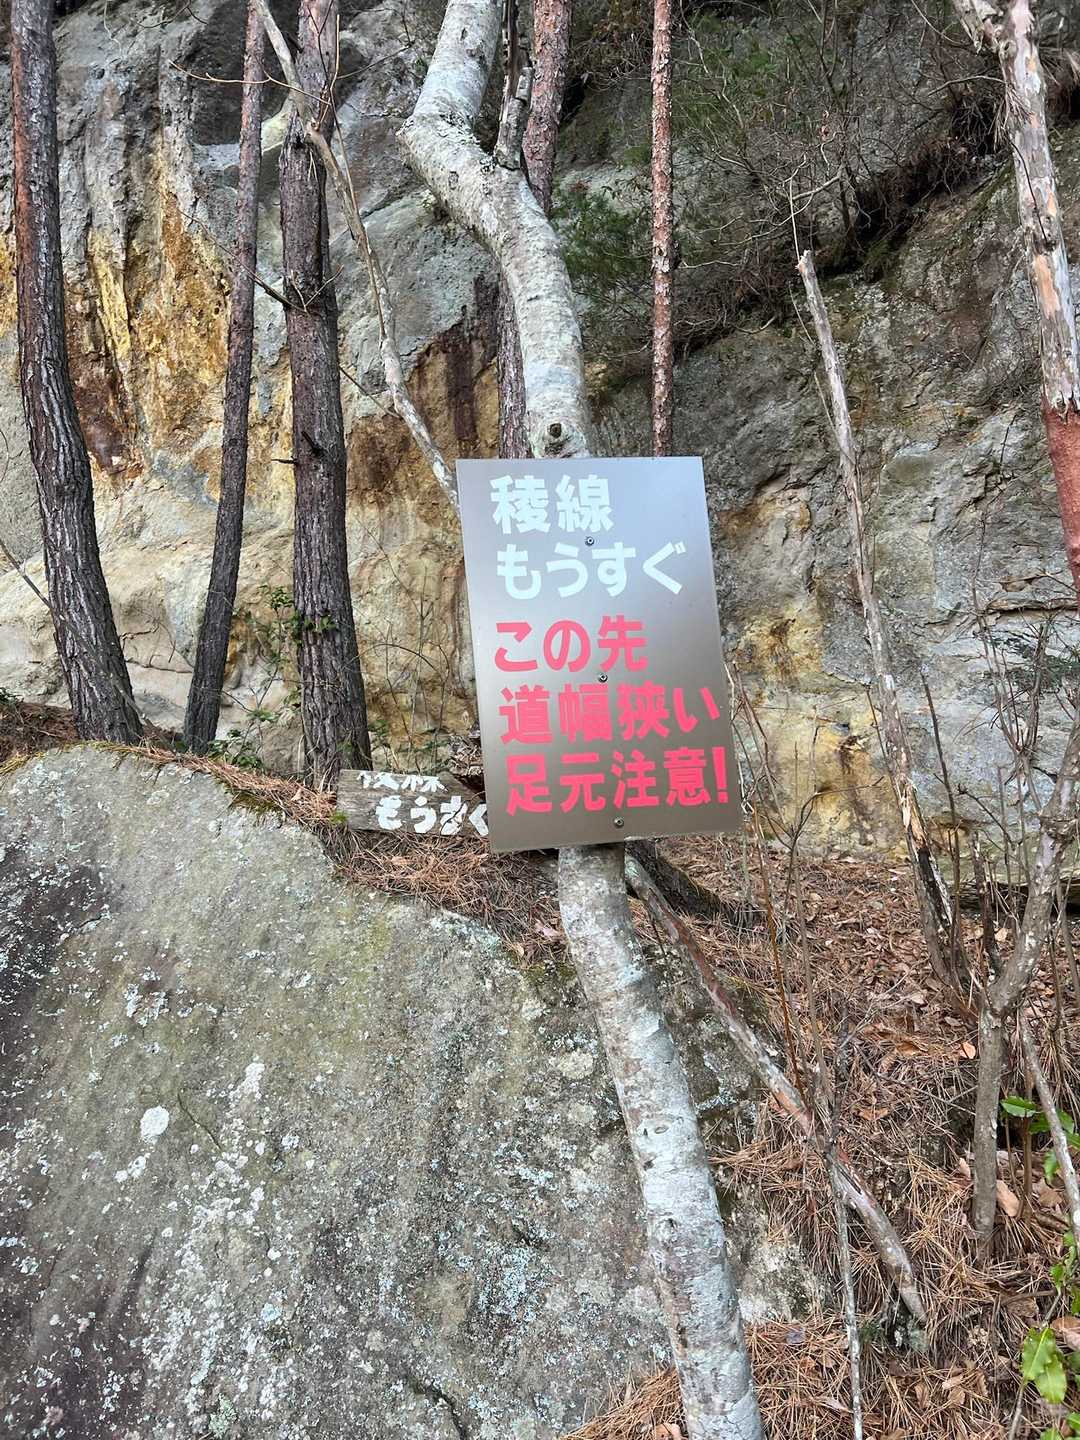 稜線
もうすぐ
この先
道幅狭い
足元注意!
もうすぐ